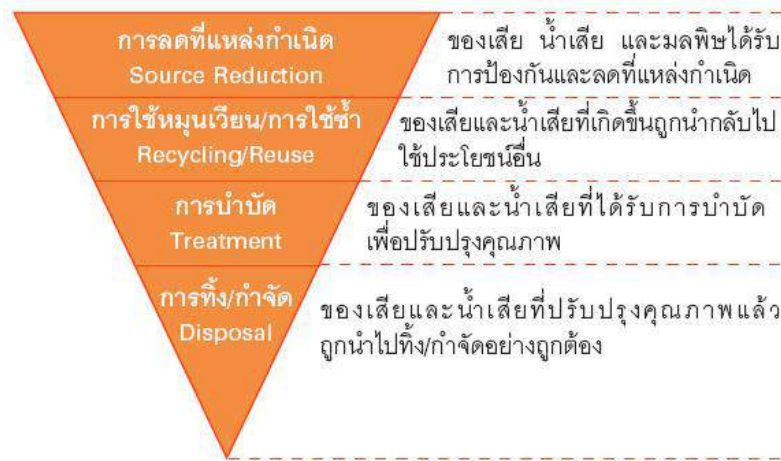 การลดที่แหล่งกำเนิด
Source Reduction
ของเสีย น้ำเสีย และมลพิษได้รับ
การป้องกันและลดที่แหล่งกำเนิด
การใช้หมุนเวียน/การใช้ซ้ำ
Recycling/Reuse
ของเสียและน้ำเสียที่เกิดขึ้นถูกนำกลับไป
ใช้ประโยชน์อื่น
การบำบัด
Treatment
ของเสียและน้ำเสียที่ได้รับการบำบัด
เพื่อปรับปรุงคุณภาพ
การทิ้ง/กำจัด
Disposal
ของเสียและน้ำเสียที่ปรับปรุงคุณภาพแล้ว
ถูกนำไปทิ้ง/กำจัดอย่างถูกต้อง